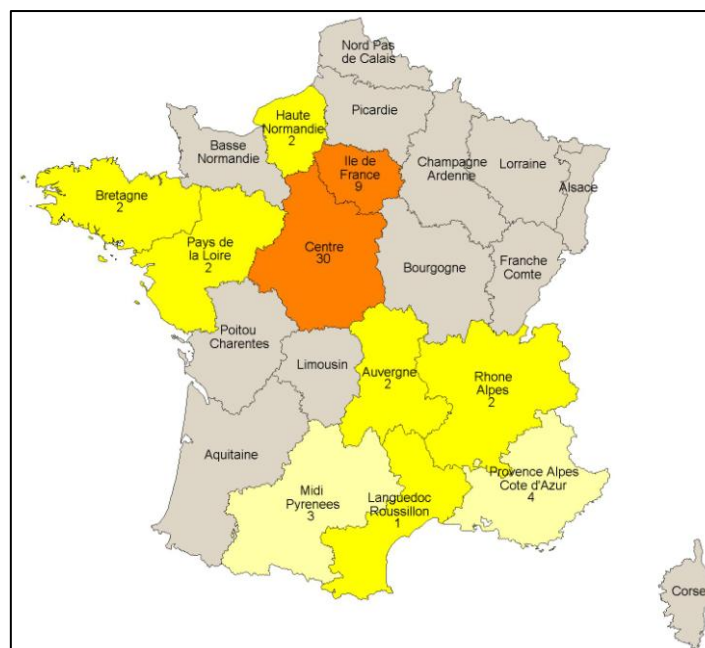 Nord Pas
de Calais
Picardie
Haute
Normandie
2
Basse
Normandie
Ile de
France
9
Champagne
Ardenne
Lorraine
Alsace
Bretagne
2
Pays de
la Loire
2
Centre
30
Bourgogne
Franche
Comte
Poitou
Charentes
Limousin
Auvergne
2
Rhone
Alpes
2
Aquitaine
Midi
Pyrenees
3
Languedoc
Roussillon
1
Provence Alpes
Cote d'Azur
4
Corse